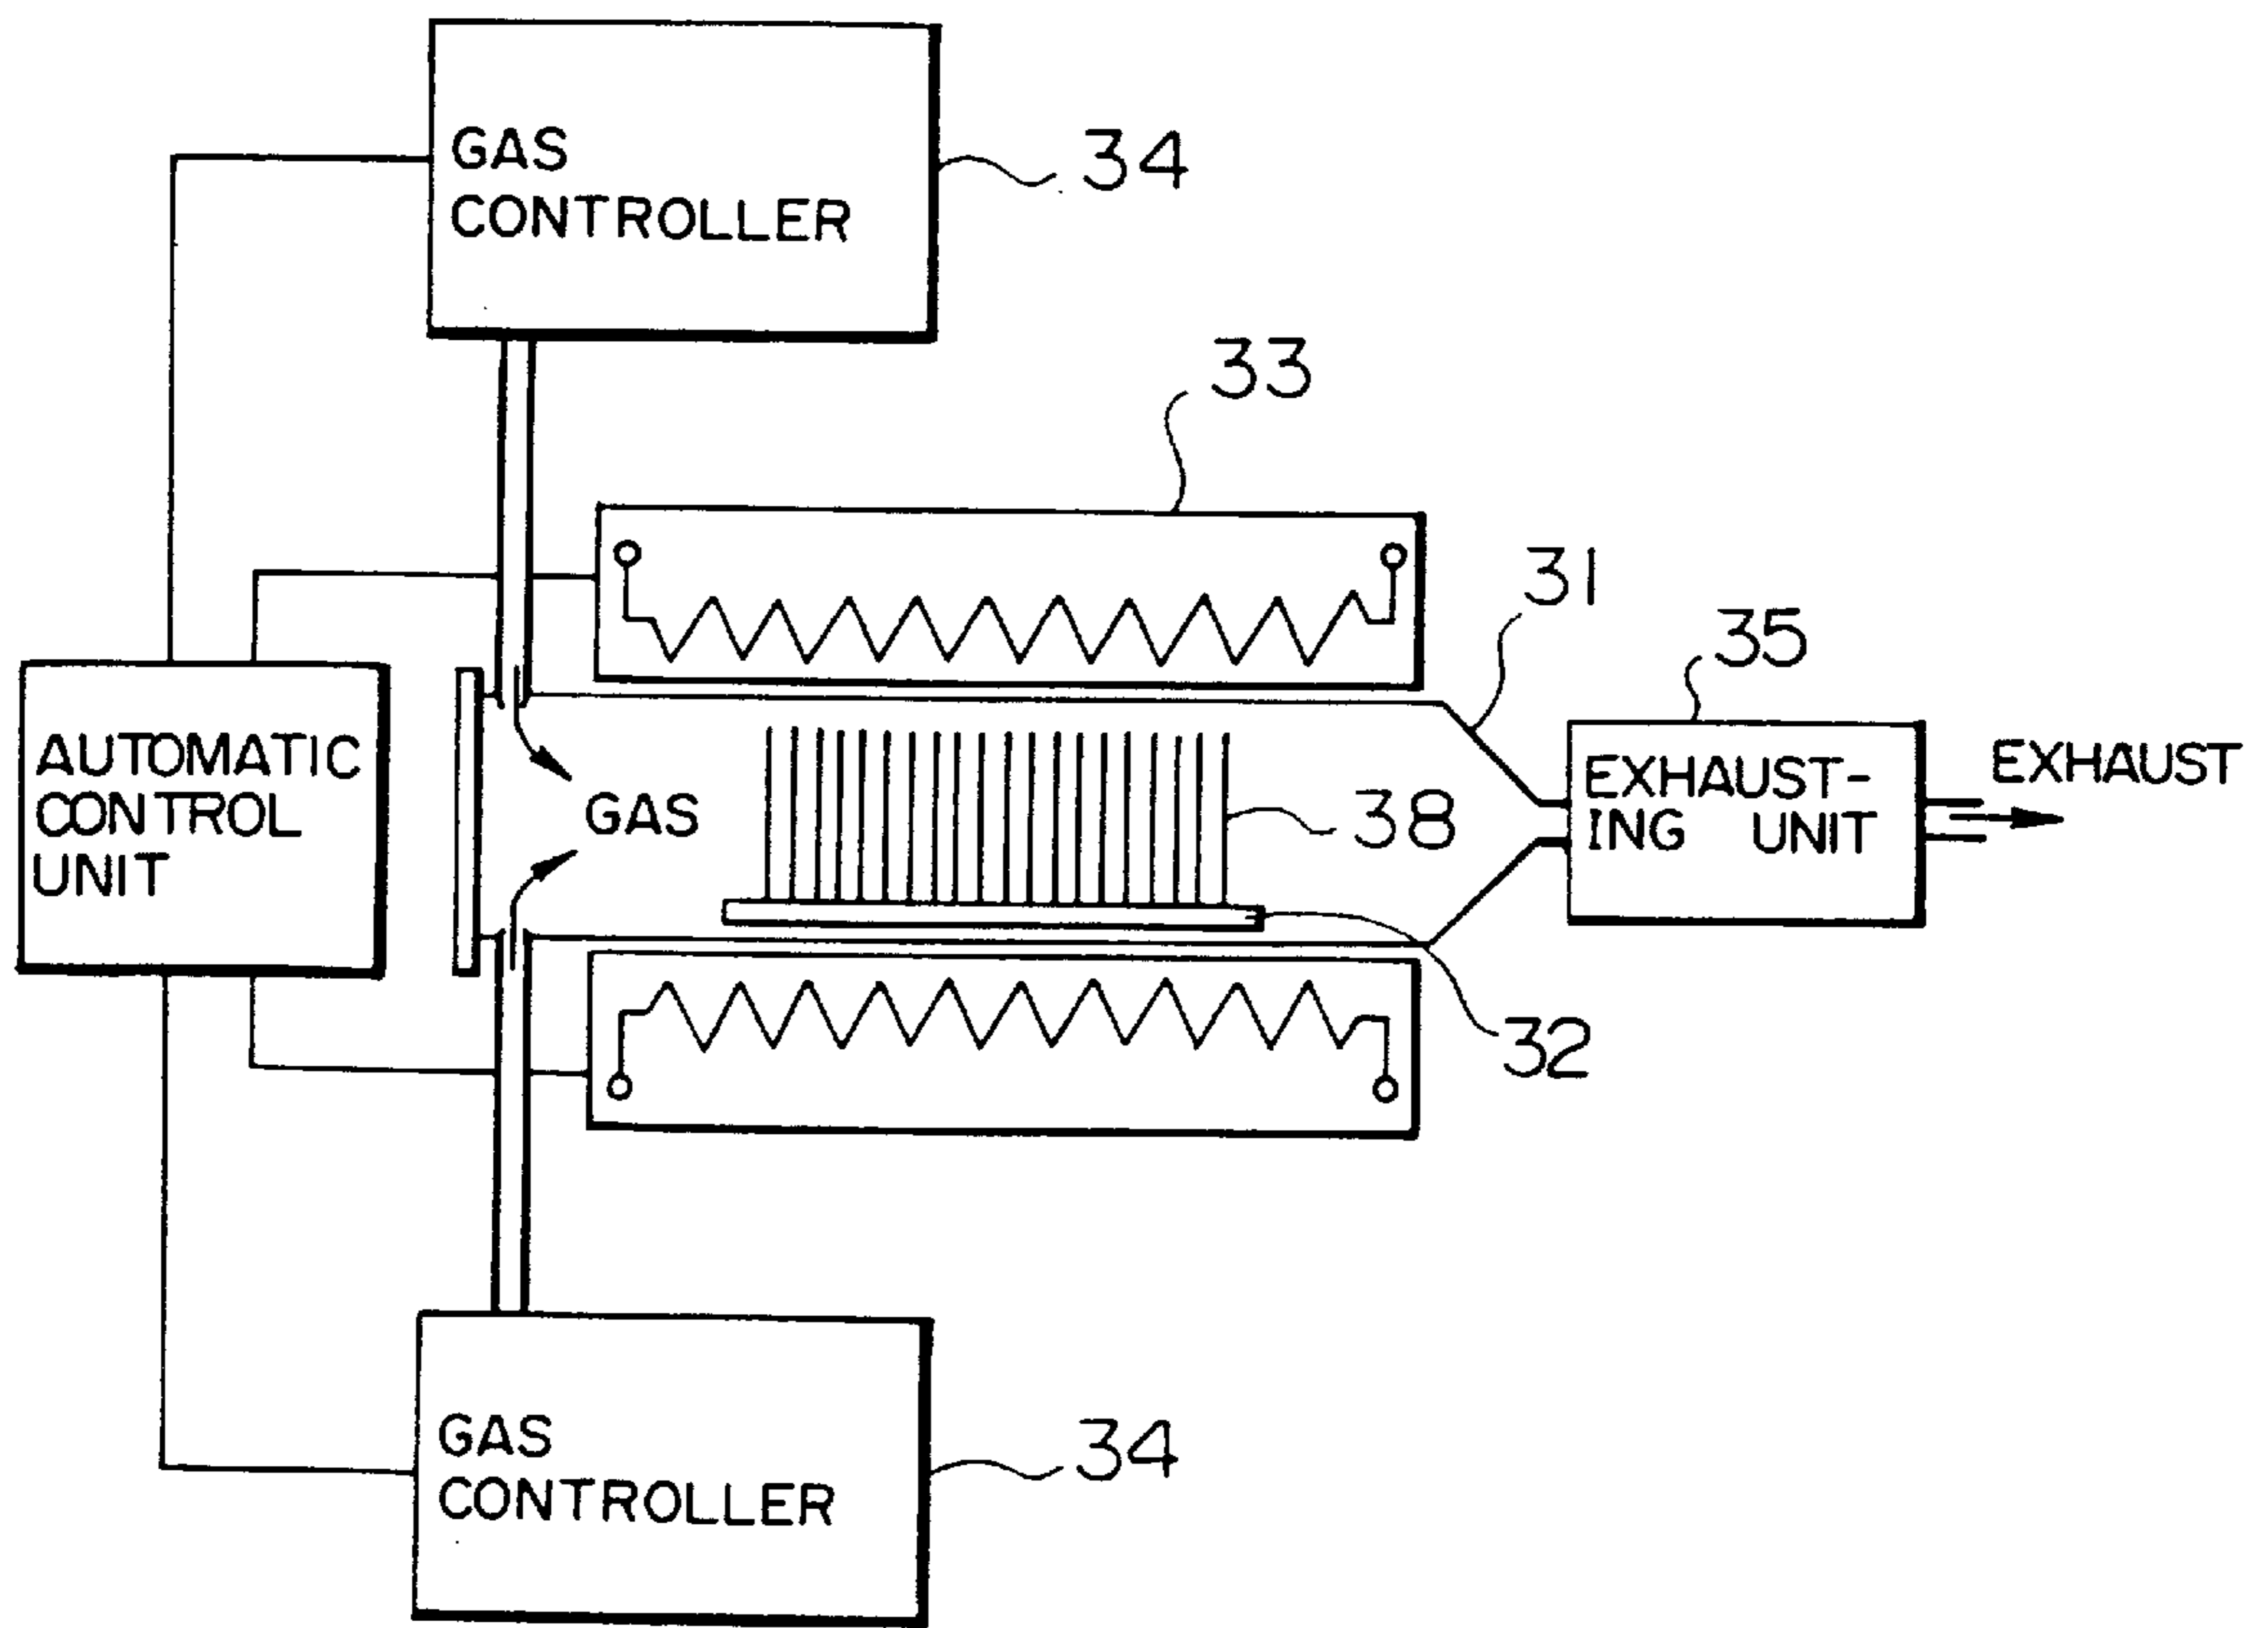 GAS
CONTROLLER
34
33
31
35
AUTOMATIC
CONTROL
UNIT
GAS
38
EXHAUST-
ING UNIT
EXHAUST
32
GAS
CONTROLLER
34